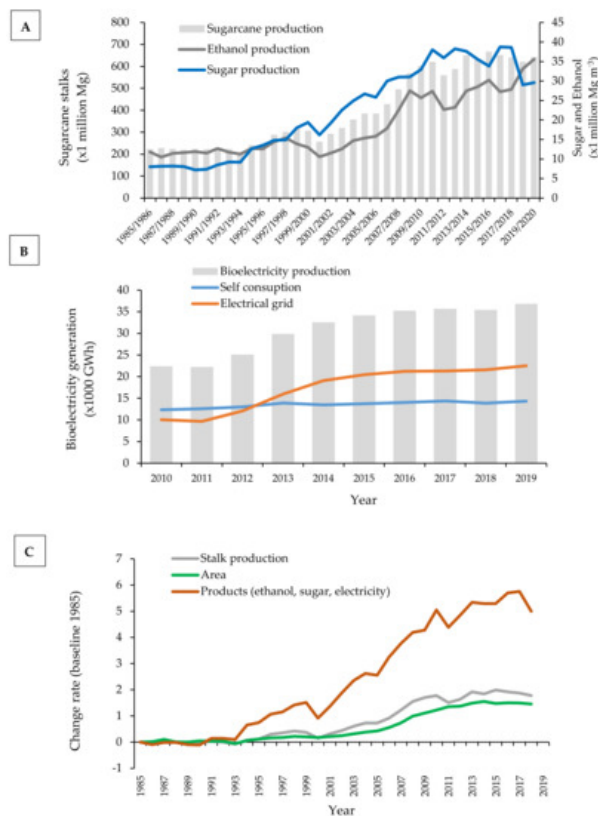 A
Sugarcane production
Ethanol production
Sugar production
Sugarcane stalks
(x1 million Mg)
800
700
600
500
400
300
200
100
0
45
40
35
30
25
20
15
10
5
0
Sugar and Ethanol
(x1 million Mg m⁻³)
1985/1986
1987/1988
1989/1990
1991/1992
1993/1994
1995/1996
1997/1998
1999/2000
2001/2002
2003/2004
2005/2006
2007/2008
2009/2010
2011/2012
2013/2014
2015/2016
2017/2018
2019/2020
B
Bioelectricity production
Self consuption
Electrical grid
Bioelectricity generation
(x1000 GWh)
40
35
30
25
20
15
10
5
0
2010 2011 2012 2013 2014 2015 2016 2017 2018 2019
Year
C
Stalk production
Area
Products (ethanol, sugar, electricity)
Change rate (baseline 1985)
7
6
5
4
3
2
1
0
-1
1985 1987 1989 1991 1993 1995 1997 1999 2001 2003 2005 2007 2009 2011 2013 2015 2017 2019
Year